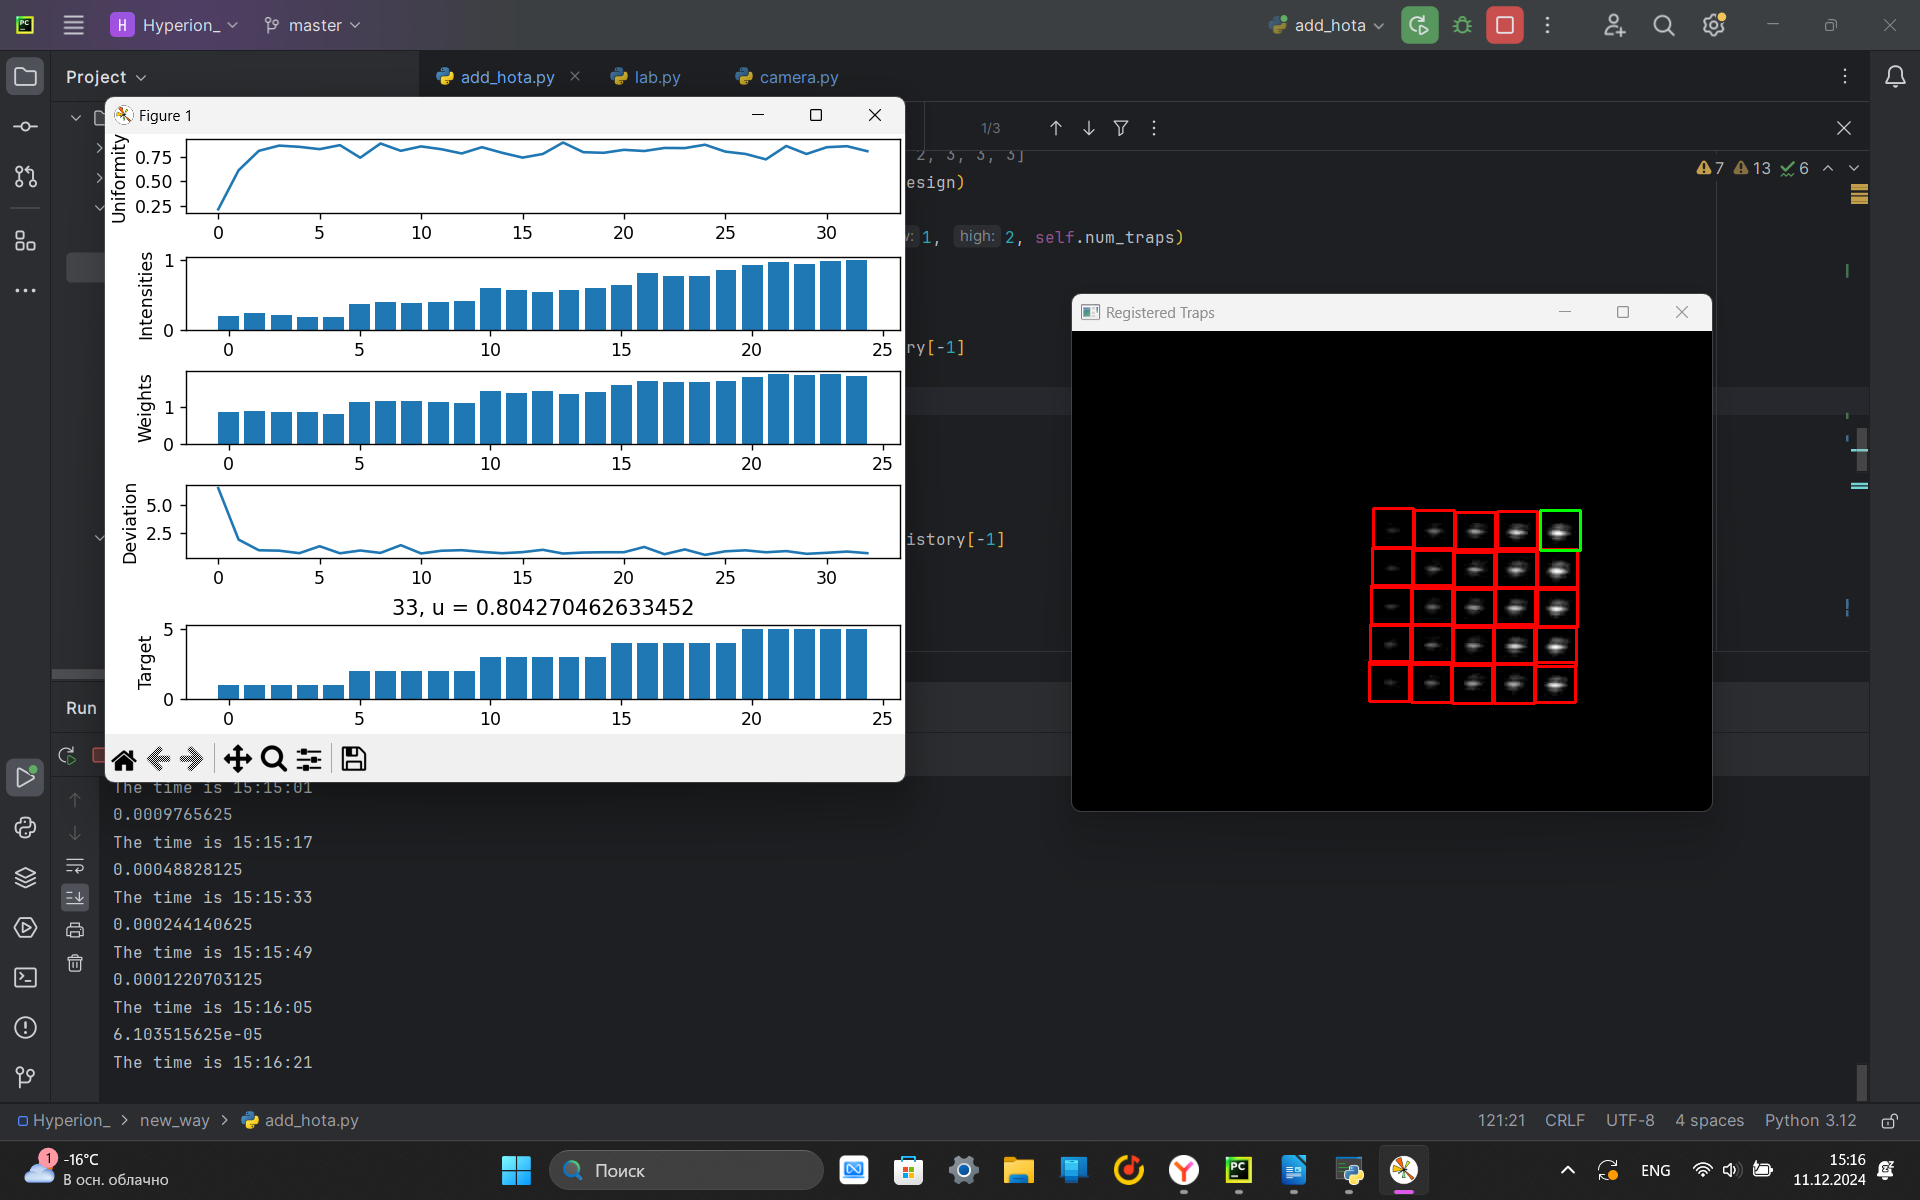 H Hyperion_ master add_hota
Project add_hota.py lab.py camera.py
Figure 1
1/3
2, 3, 3, 3]
7 13 6
esign)
1, high: 2, self.num_traps)
ry[-1]
istory[-1]
Uniformity
0.75
0.50
0.25
0 5 10 15 20 25 30
Intensities
1
0
0 5 10 15 20 25
Weights
1
0
0 5 10 15 20 25
Deviation
5.0
2.5
0 5 10 15 20 25 30
33, u = 0.804270462633452
Target
5
0
0 5 10 15 20 25
Registered Traps
Run
The time is 15:15:01
0.0009765625
The time is 15:15:17
0.00048828125
The time is 15:15:33
0.000244140625
The time is 15:15:49
0.0001220703125
The time is 15:16:05
6.103515625e-05
The time is 15:16:21
Hyperion_ > new_way > add_hota.py 121:21 CRLF UTF-8 4 spaces Python 3.12
1
-16°C
В осн. облачно
Поиск
PC
ENG
15:16
11.12.2024